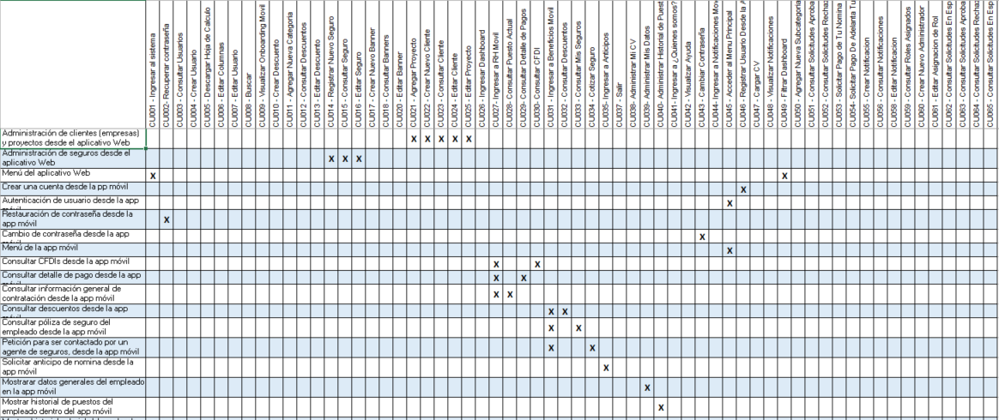 CU001 - Ingresar al sistema
CU002- Recuperar contraseña
CU003 - Consultar Usuarios
CU004 - Crear Usuario
CU005 - Descargar Hoja de Cálculo
CU006 - Editar Columnas
CU007 - Editar Usuario
CU008 - Buscar
CU009 - Visualizar Onboarding Movil
CU010 - Crear Descuento
CU011 - Agregar Nueva Categoria
CU012 - Consultar Descuentos
CU013 - Editar Descuento
CU014 - Registrar Nuevo Seguro
CU015 - Consultar Seguro
CU016 - Editar Seguro
CU017 - Crear Nuevo Banner
CU018 - Consultar Banners
CU020 - Editar Banner
CU021 - Agregar Proyecto
CU022 - Crear Nuevo Cliente
CU023 - Consultar Cliente
CU024 - Editar Cliente
CU025 - Editar Proyecto
CU026 - Ingresar Dashboard
CU027- Ingresar a RH Movil
CU028- Consultar Puesto Actual
CU029- Consultar Detalle de Pagos
CU030- Consultar CFDI
CU031 - Ingresar a Beneficios Movil
CU032 - Consultar Descuentos
CU033 - Consultar Mis Seguros
CU034 - Cotizar Seguro
CU035- Ingresar a Anticipos
CU037 - Salir
CU038- Administrar Mi CV
CU039- Administrar Mis Datos
CU040- Administrar Historial de Puest
CU041 - Ingresar a ¿Quienes somos?
CU042 - Visualizar Ayuda
CU043 - Cambiar Contraseña
CU044- Ingresar a Notificaciones Mov
CU045 - Acceder al Menu Principal
CU046 - Registrar Usuario Desde la A
CU047 - Cargar CV
CU048 - Visualizar Notificaciones
CU049 - Filtrar Dashboard
CU050 - Agregar Nueva Subcategoria
CU051 - Consultar Solicitudes Aproba
CU052 - Consultar Solicitudes Rechaz
CU053 - Solicitar Pago de Tu Nomina
CU054- Solicitar Pago De Adelanta Tu
CU055 - Crear Notificacion
CU056 - Consultar Notificaciones
CU058 - Editar Notificacion
CU059 - Consultar Roles Asignados
CU060 - Crear Nuevo Administrador
CU061 - Editar Asignacion de Rol
CU062- Consultar Solicitudes En Esp
CU063 - Consultar Solicitudes Aproba
CU064 - Consultar Solicitudes Rechaz
CU065 - Consultar Solicitudes En Esp
Administración de clientes (empresas)
y proyectos desde el aplicativo Web
X X X X X
Administración de seguros desde el
aplicativo Web
X X X
Menú del aplicativo Web
X X
Crear una cuenta desde la pp móvil
X
Autenticación de usuario desde la app
X
Restauración de contraseña desde la
app móvil
X
Cambio de contraseña desde la app
X
Menú de la app móvil
X
Consultar CFDIs desde la app móvil
X X
Consultar detalle de pago desde la app
X X
Consultar información general de
contratación desde la app móvil
X X
Consultar descuentos desde la app
X X
Consultar póliza de seguro del
empleado desde la app móvil
X X
Petición para ser contactado por un
agente de seguros, desde la app móvil
X X
Solicitar anticipo de nomina desde la
app móvil
X
Mostrarar datos generales del empleado
en la app móvil
X
Mostrar historial de puestos del
empleado dentro del app móvil
X